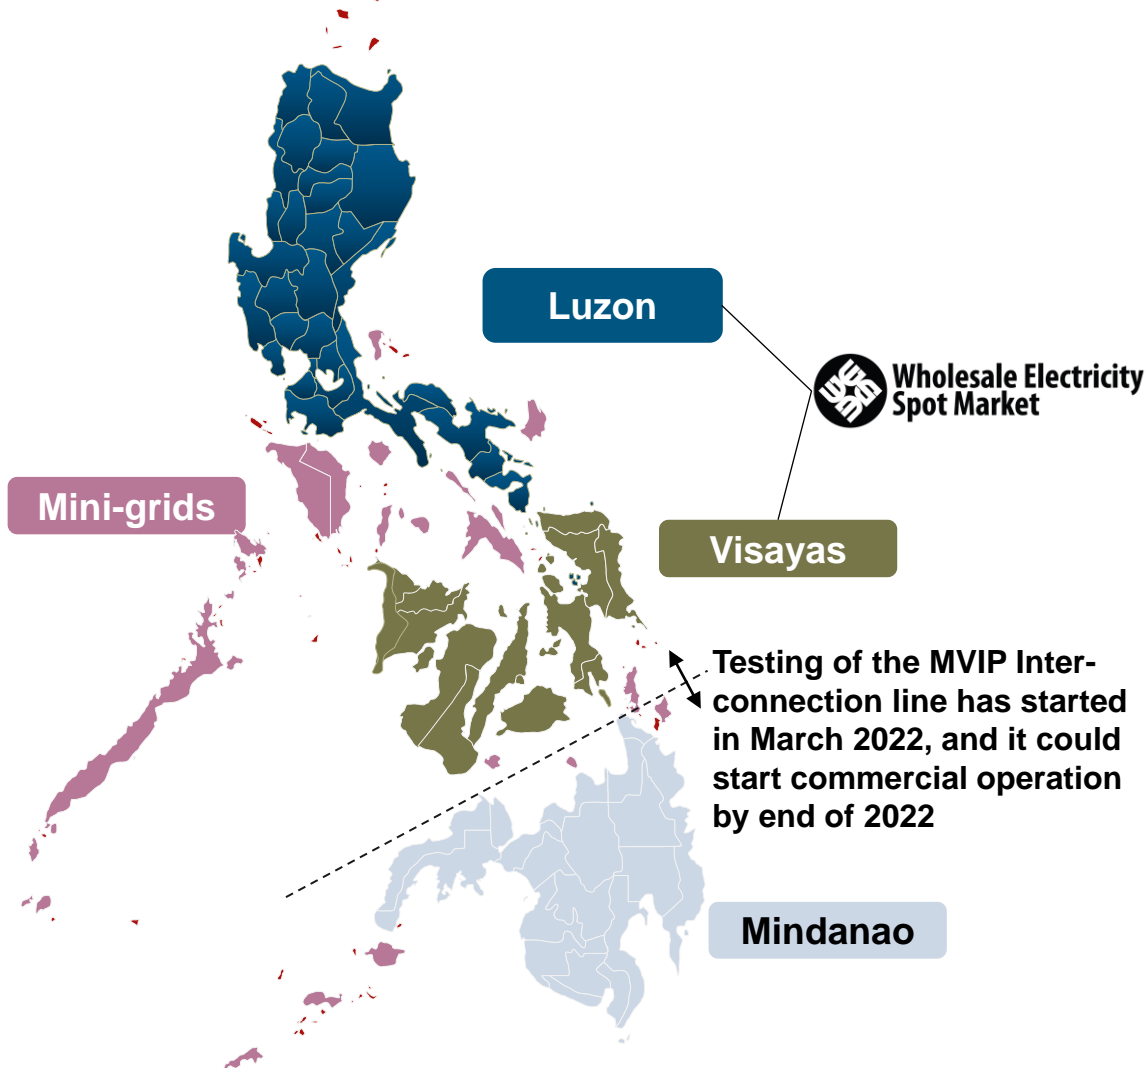 Luzon
Wholesale Electricity
Spot Market
Mini-grids
Visayas
Testing of the MVIP Inter-
connection line has started
in March 2022, and it could
start commercial operation
by end of 2022
Mindanao